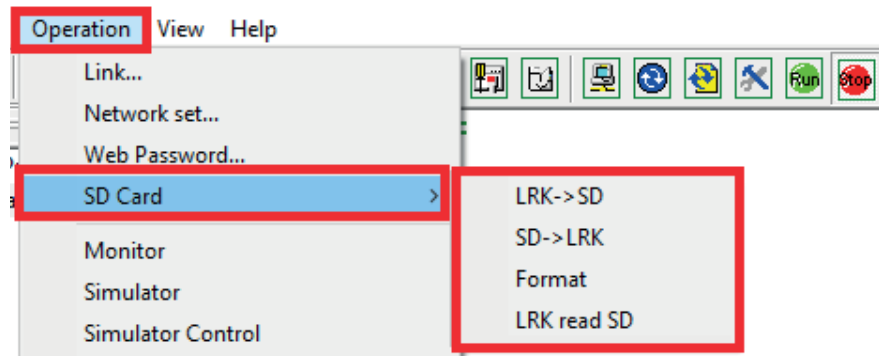 Operation View Help
Link...
Network set...
Web Password...
SD Card >
Monitor
Simulator
Simulator Control
LRK->SD
SD->LRK
Format
LRK read SD
Run Stop